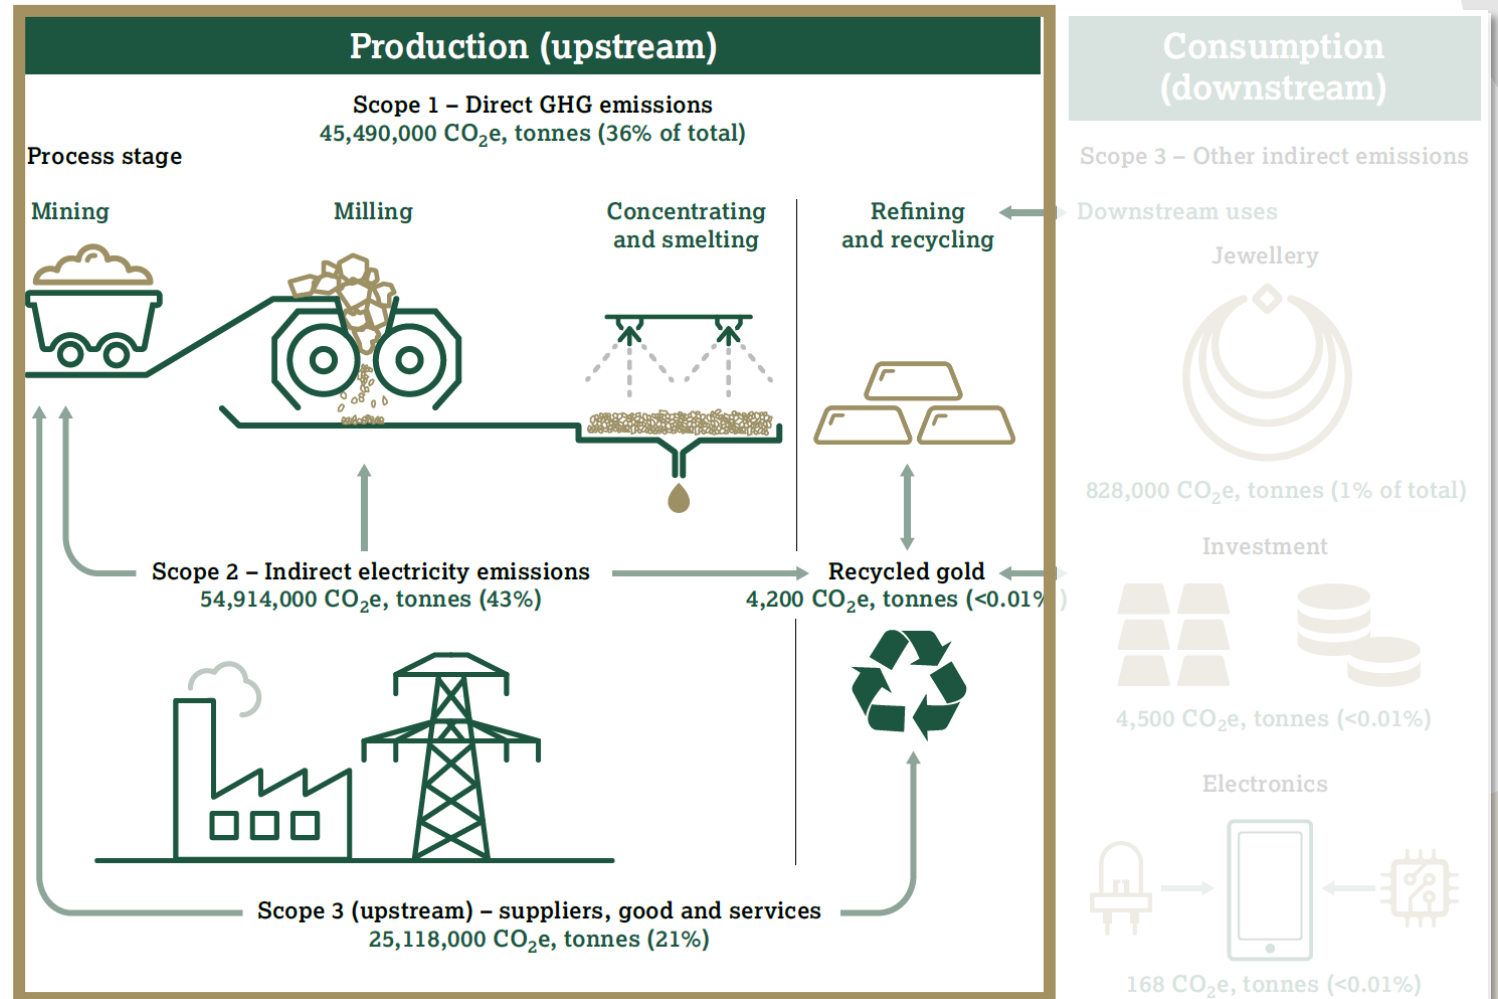 Production (upstream)
Scope 1 – Direct GHG emissions
45,490,000 CO₂e, tonnes (36% of total)
Process stage
Mining
Milling
Concentrating
and smelting
Refining
and recycling
Scope 2 – Indirect electricity emissions
54,914,000 CO₂e, tonnes (43%)
Recycled gold
4,200 CO₂e, tonnes (<0.01%)
Scope 3 (upstream) – suppliers, good and services
25,118,000 CO₂e, tonnes (21%)
Consumption
(downstream)
Scope 3 – Other indirect emissions
Downstream uses
Jewellery
828,000 CO₂e, tonnes (1% of total)
Investment
4,500 CO₂e, tonnes (<0.01%)
Electronics
168 CO₂e, tonnes (<0.01%)